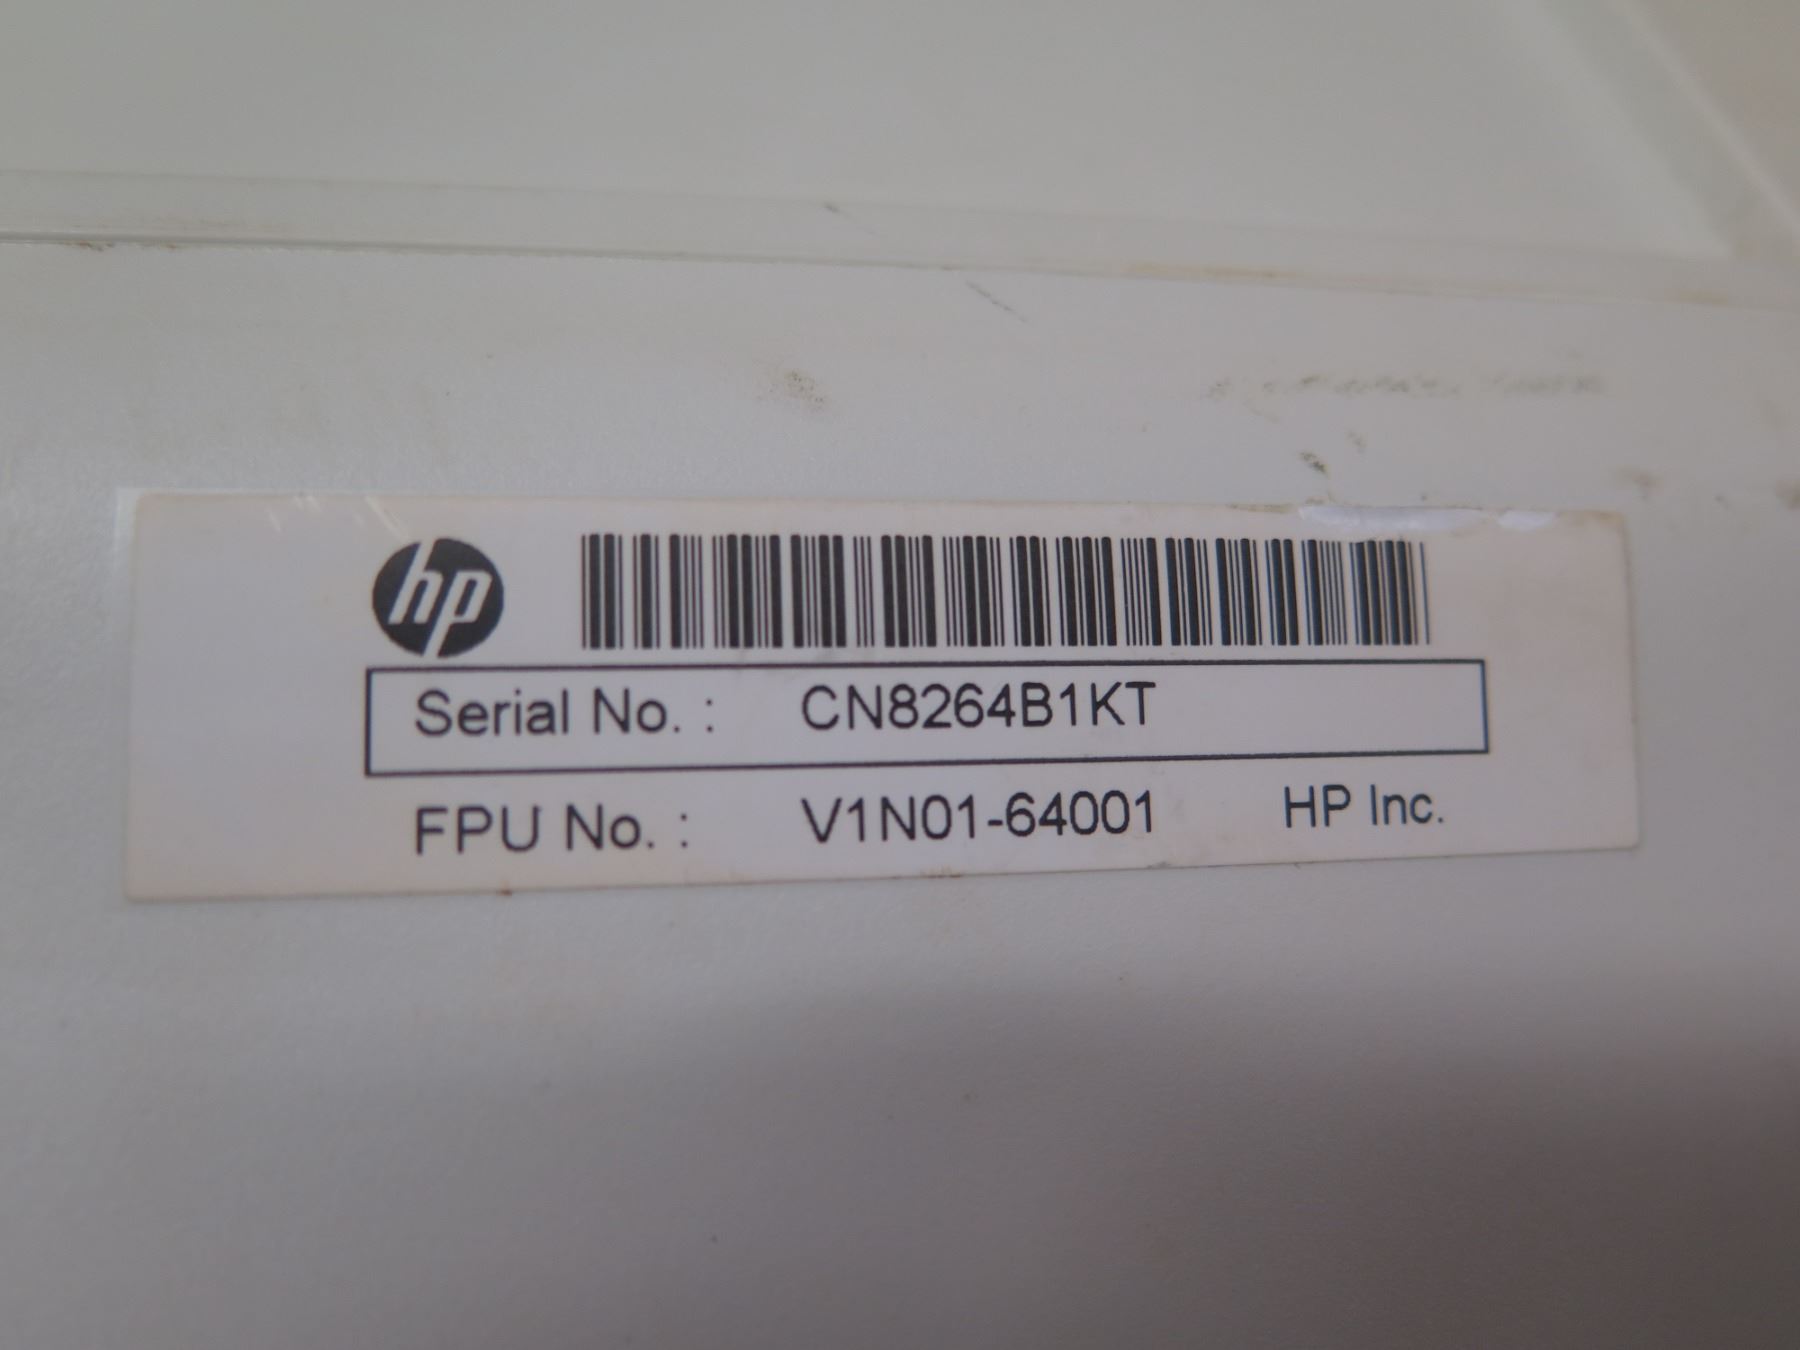 hp
Serial No. : CN8264B1KT
FPU No. : V1N01-64001 HP Inc.